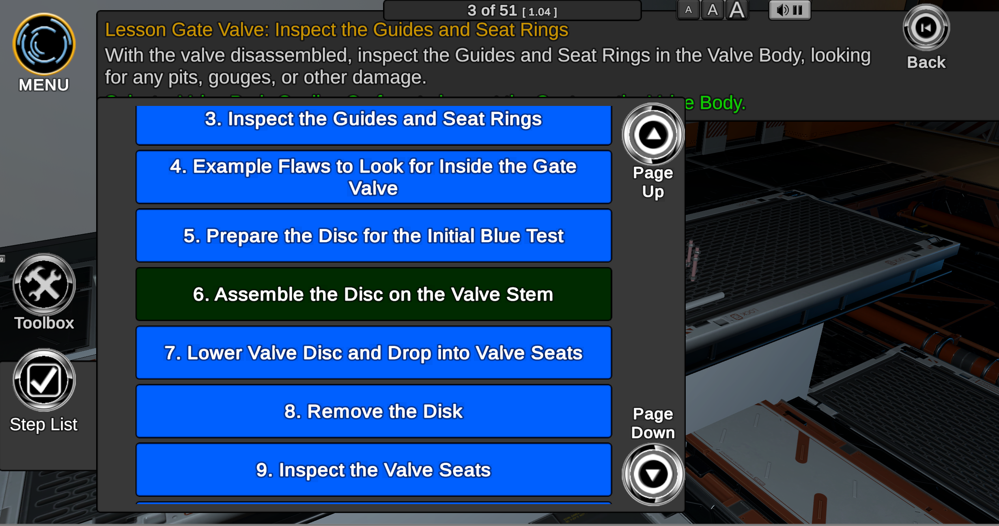 3 of 51 [ 1.04 ]
A A A
MENU
Lesson Gate Valve: Inspect the Guides and Seat Rings
With the valve disassembled, inspect the Guides and Seat Rings in the Valve Body, looking
for any pits, gouges, or other damage.
Body.
Back
3. Inspect the Guides and Seat Rings
4. Example Flaws to Look for Inside the Gate
Valve
5. Prepare the Disc for the Initial Blue Test
6. Assemble the Disc on the Valve Stem
7. Lower Valve Disc and Drop into Valve Seats
8. Remove the Disk
9. Inspect the Valve Seats
Page
Up
Page
Down
Toolbox
Step List
LOCK
LOCK